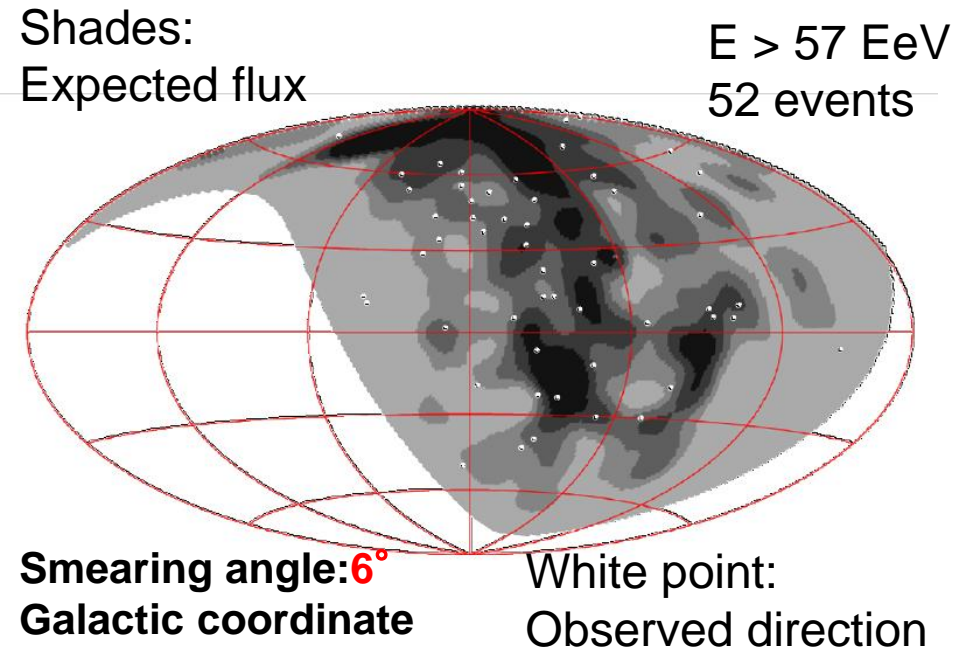 Shades:
Expected flux
E > 57 EeV
52 events
Smearing angle:6°
Galactic coordinate
White point:
Observed direction